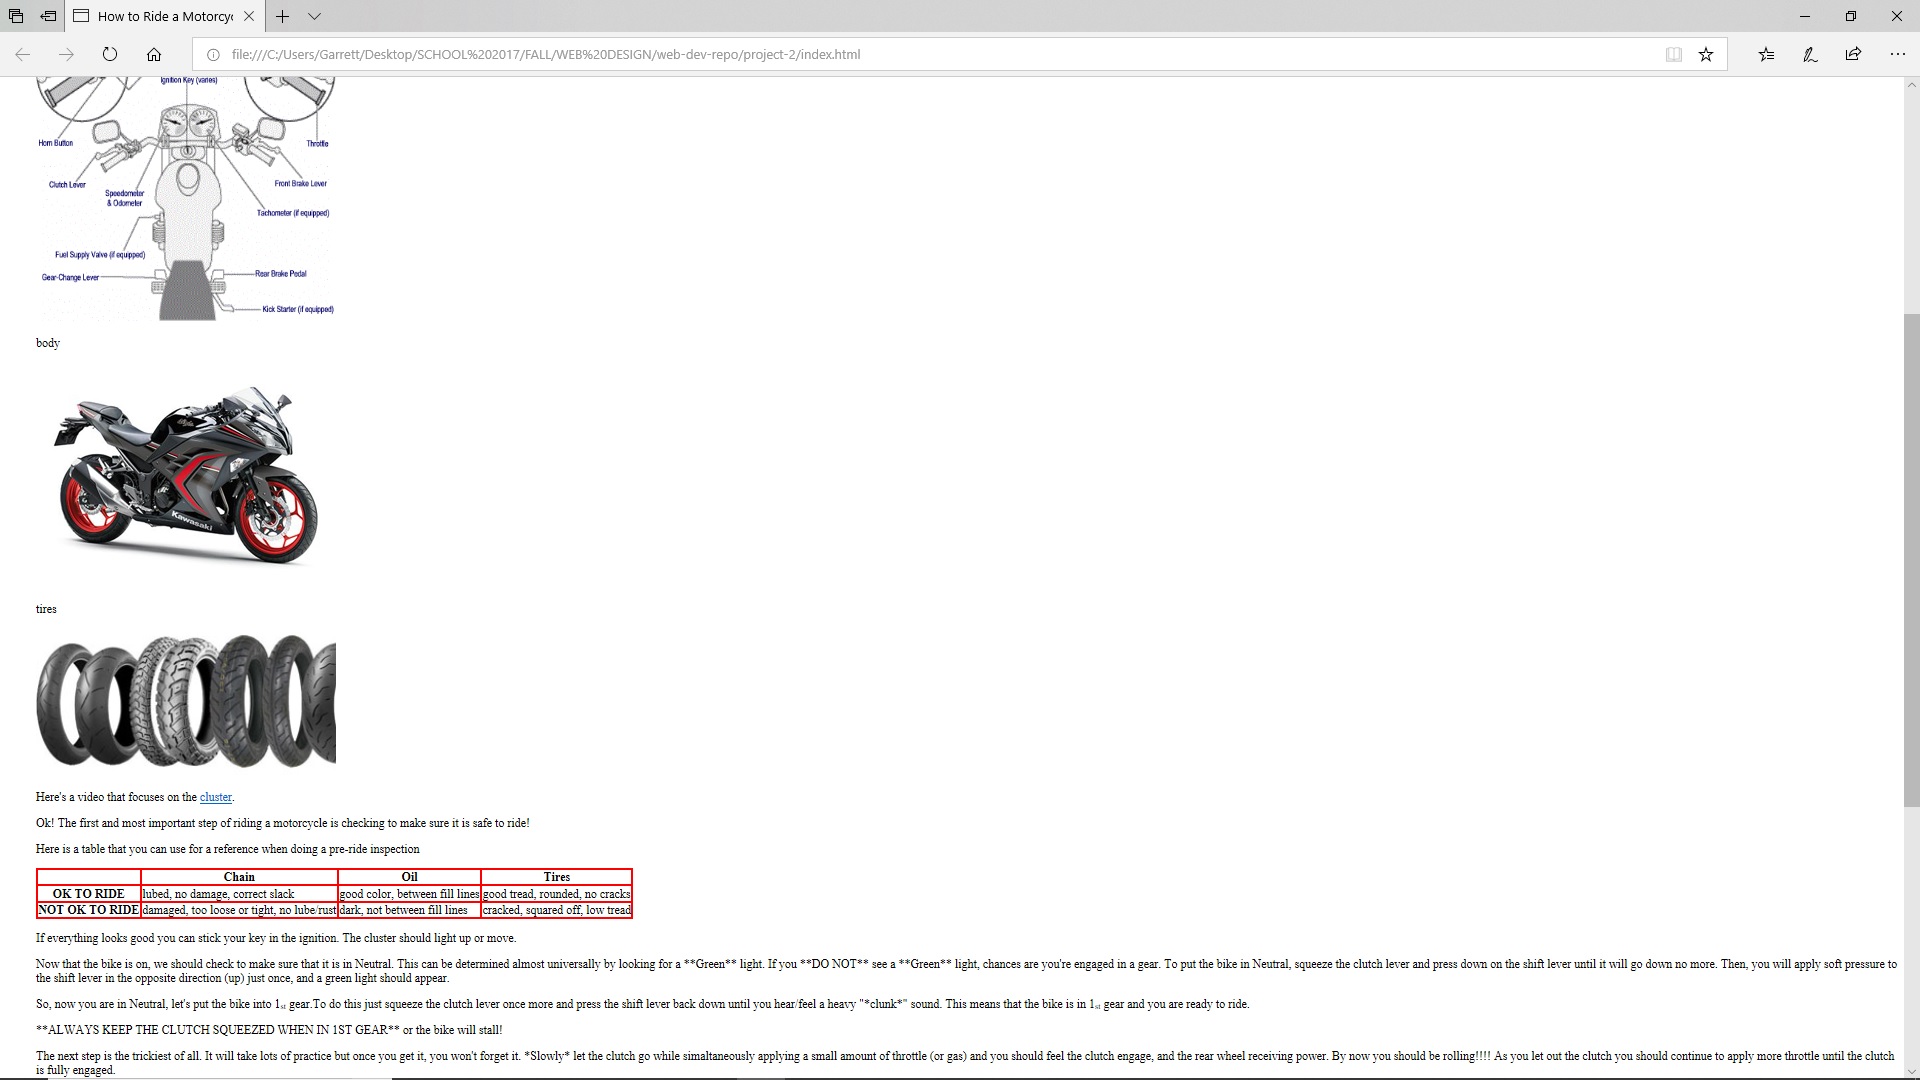 How to Ride a Motorcy
file:///C:/Users/Garrett/Desktop/SCHOOL%202017/FALL/WEB%20DESIGN/web-dev-repo/project-2/index.html
Ignition Key (varies)
Horn Button
Throttle
Clutch Lever
Front Brake Lever
Speedometer
& Odometer
Tachometer (if equipped)
Fuel Supply Valve (if equipped)
Gear-Change Lever
Rear Brake Pedal
Kick Starter (if equipped)
body
Ninja
Kawasaki
tires
Here's a video that focuses on the cluster.
Ok! The first and most important step of riding a motorcycle is checking to make sure it is safe to ride!
Here is a table that you can use for a reference when doing a pre-ride inspection
Chain Oil Tires
OK TO RIDE lubed, no damage, correct slack good color, between fill lines good tread, rounded, no cracks
NOT OK TO RIDE damaged, too loose or tight, no lube/rust dark, not between fill lines cracked, squared off, low tread
If everything looks good you can stick your key in the ignition. The cluster should light up or move.
Now that the bike is on, we should check to make sure that it is in Neutral. This can be determined almost universally by looking for a **Green** light. If you **DO NOT** see a **Green** light, chances are you're engaged in a gear. To put the bike in Neutral, squeeze the clutch lever and press down on the shift lever until it will go down no more. Then, you will apply soft pressure to
the shift lever in the opposite direction (up) just once, and a green light should appear.
So, now you are in Neutral, let's put the bike into 1st gear.To do this just squeeze the clutch lever once more and press the shift lever back down until you hear/feel a heavy "*clunk*" sound. This means that the bike is in 1st gear and you are ready to ride.
**ALWAYS KEEP THE CLUTCH SQUEEZED WHEN IN 1ST GEAR** or the bike will stall!
The next step is the trickiest of all. It will take lots of practice but once you get it, you won't forget it. *Slowly* let the clutch go while simaltaneously applying a small amount of throttle (or gas) and you should feel the clutch engage, and the rear wheel receiving power. By now you should be rolling!!!! As you let out the clutch you should continue to apply more throttle until the clutch
is fully engaged.